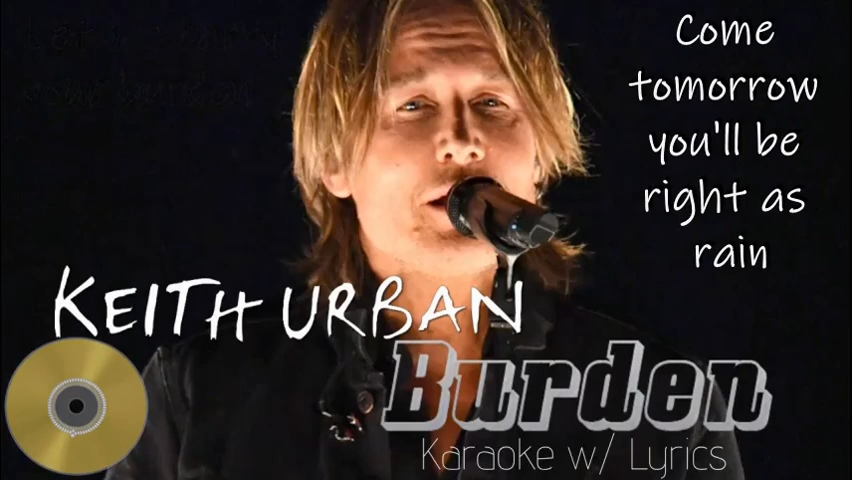 Come
tomorrow
you'll be
right as
rain
KEITH URBAN
Burden
Karaoke w/ Lyrics